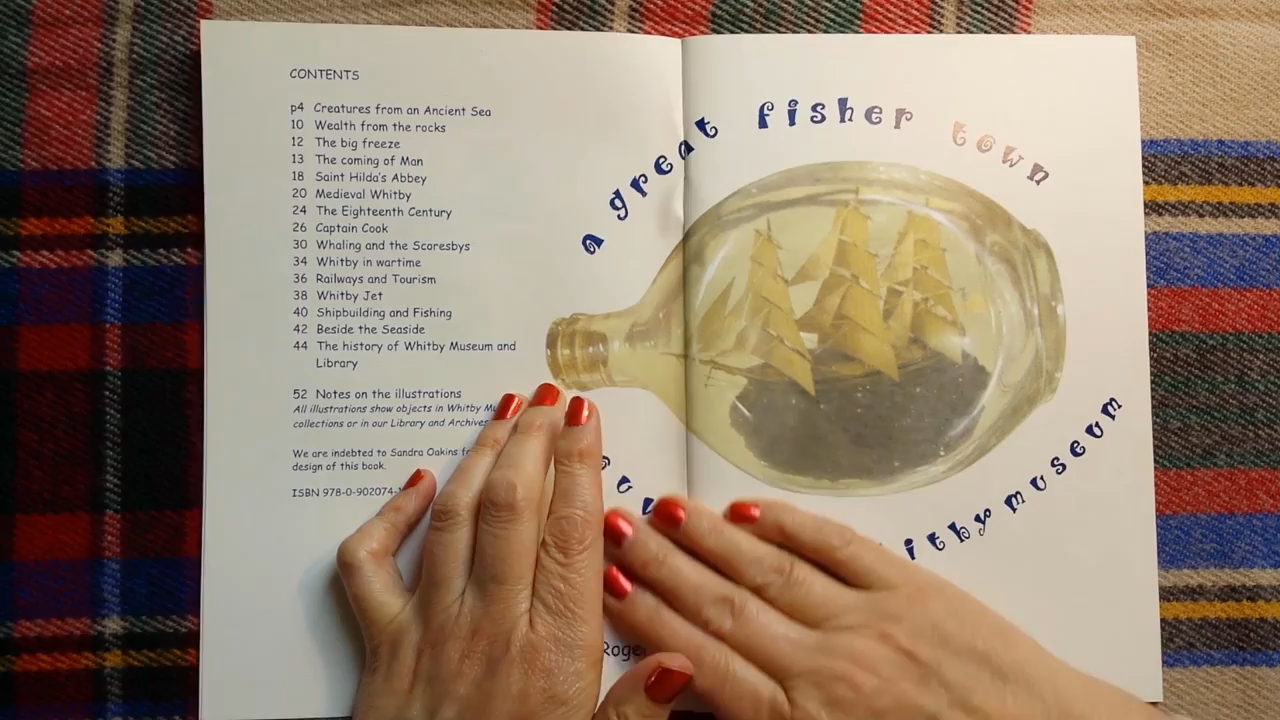 CONTENTS
p4 Creatures from an Ancient Sea
10 Wealth from the rocks
12 The big freeze
13 The coming of Man
18 Saint Hilda's Abbey
20 Medieval Whitby
24 The Eighteenth Century
26 Captain Cook
30 Whaling and the Scoresbys
34 Whitby in wartime
36 Railways and Tourism
38 Whitby Jet
40 Shipbuilding and Fishing
42 Beside the Seaside
44 The history of Whitby Museum and
Library
52 Notes on the illustrations
All illustrations show objects in Whitby
collections or in our Library and Archives
We are indebted to Sandra Oakins
design of this book.
ISBN 978-0-902074-
a great fisher town
museum